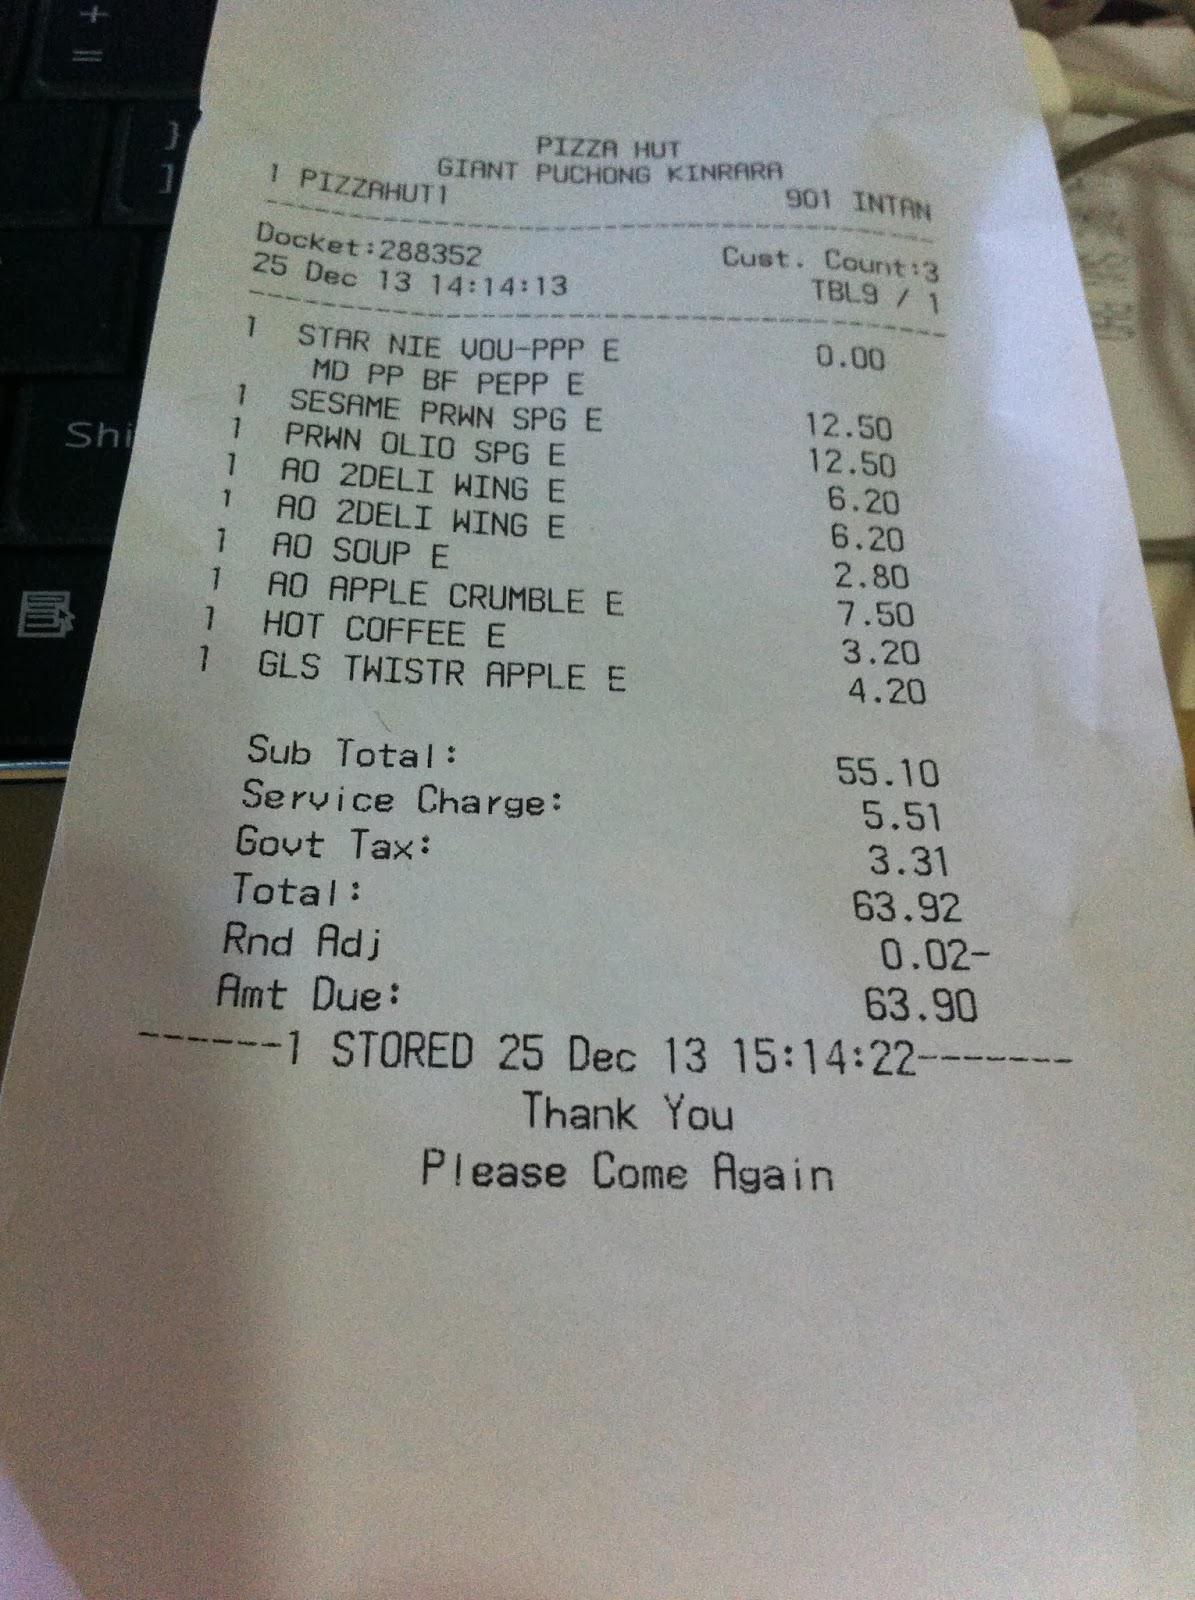 PIZZA HUT
GIANT PUCHONG KINRARA
1 PIZZAHUT1 901 INTAN
Docket:288352 Cust. Count:3
25 Dec 13 14:14:13 TBL9 / 1
1 STAR NIE VOU-PPP E 0.00
MD PP BF PEPP E
1 SESAME PRWN SPG E 12.50
1 PRWN OLIO SPG E 12.50
1 AO 2DELI WING E 6.20
1 AO 2DELI WING E 6.20
1 AO SOUP E 2.80
1 AO APPLE CRUMBLE E 7.50
1 HOT COFFEE E 3.20
1 GLS TWISTR APPLE E 4.20
Sub Total: 55.10
Service Charge: 5.51
Govt Tax: 3.31
Total: 63.92
Rnd Adj 0.02-
Amt Due: 63.90
-------1 STORED 25 Dec 13 15:14:22-------
Thank You
Please Come Again
+
=
}
]
Shi